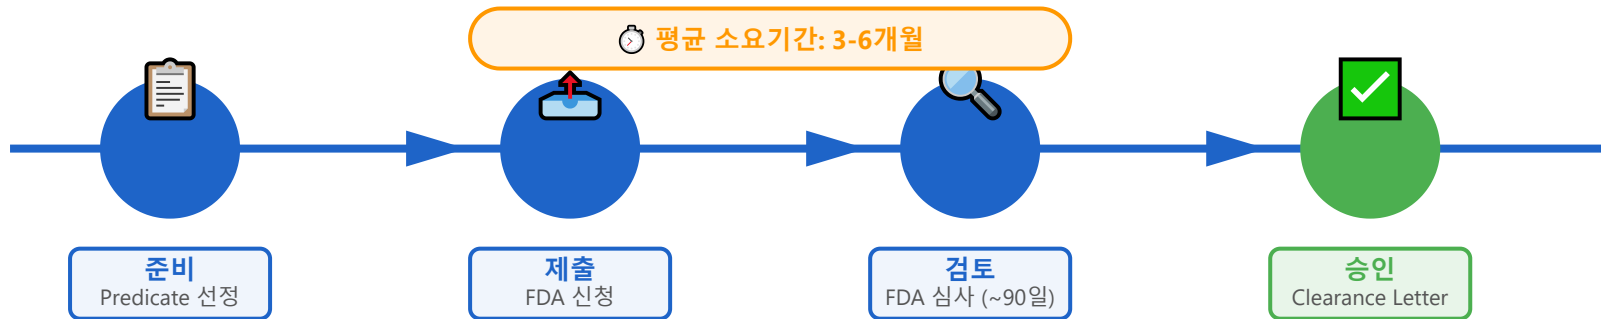 평균 소요기간: 3-6개월
준비
Predicate 선정
제출
FDA 신청
검토
FDA 심사 (~90일)
승인
Clearance Letter